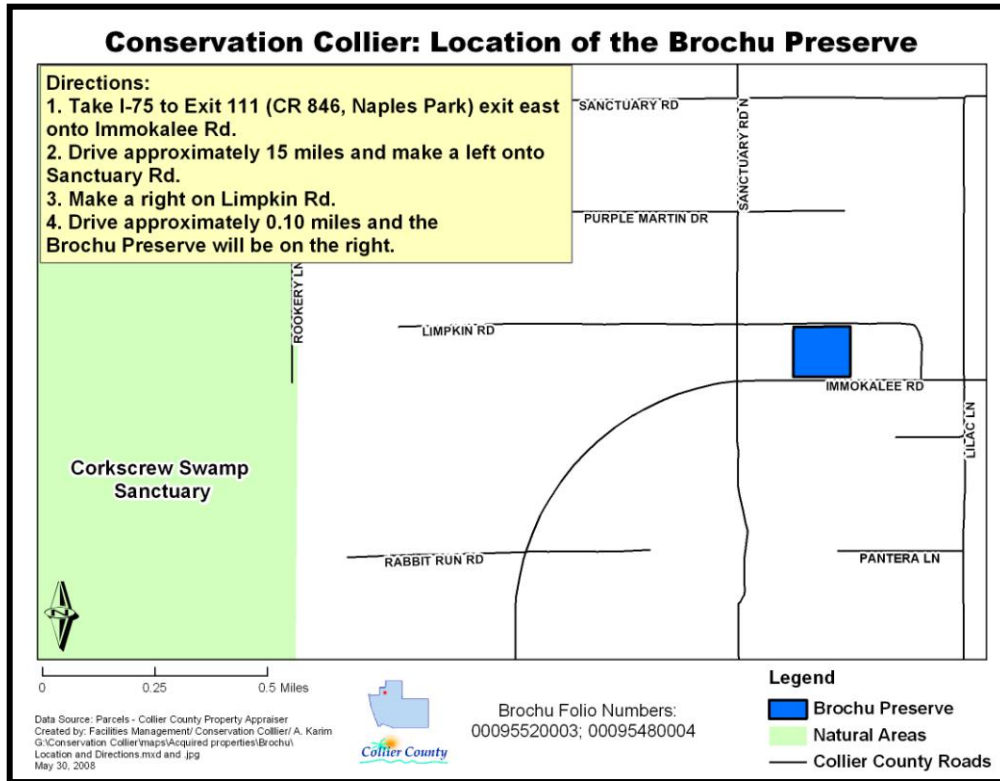 Conservation Collier: Location of the Brochu Preserve
Directions:
1. Take I-75 to Exit 111 (CR 846, Naples Park) exit east
onto Immokalee Rd.
2. Drive approximately 15 miles and make a left onto
Sanctuary Rd.
3. Make a right on Limpkin Rd.
4. Drive approximately 0.10 miles and the
Brochu Preserve will be on the right.
SANCTUARY RD
SANCTUARY RD N
PURPLE MARTIN DR
ROOKERY LN
LIMPKIN RD
IMMOKALEE RD
LILAC LN
Corkscrew Swamp
Sanctuary
RABBIT RUN RD
PANTERA LN
N
0 0.25 0.5 Miles
Data Source: Parcels - Collier County Property Appraiser
Created by: Facilities Management/ Conservation Colllier/ A. Karim
G:\Conservation Collier\maps\Acquired properties\Brochu\
Location and Directions.mxd and .jpg
May 30, 2008
Collier County
Brochu Folio Numbers:
00095520003; 00095480004
Legend
Brochu Preserve
Natural Areas
Collier County Roads